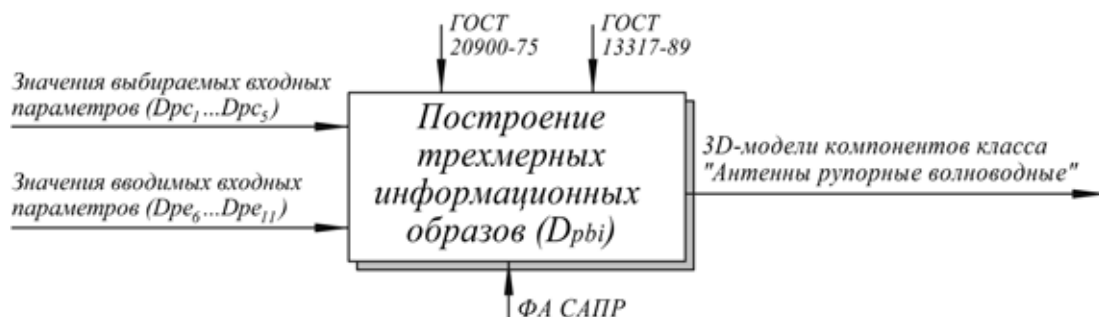 ГОСТ
20900-75
ГОСТ
13317-89
Значения выбираемых входных
параметров (Dpc₁...Dpc₅)
Построение
трехмерных
информационных
образов (Dpbi)
3D-модели компонентов класса
"Антенны рупорные волноводные"
Значения вводимых входных
параметров (Dpe₆...Dpe₁₁)
ФА САПР